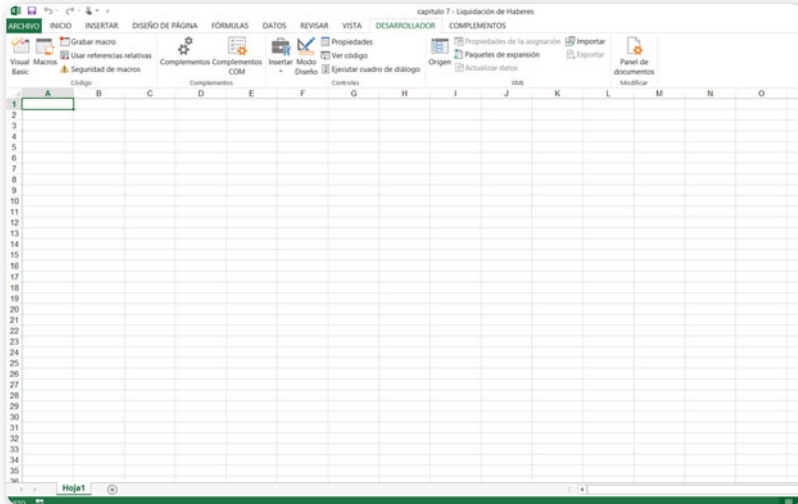 capitulo 7 - Liquidación de Haberes
ARCHIVO INICIO INSERTAR DISEÑO DE PÁGINA FÓRMULAS DATOS REVISAR VISTA DESARROLLADOR COMPLEMENTOS
Visual Basic
Macros
Grabar macro
Usar referencias relativas
Seguridad de macros
Código
Complementos
Complementos COM
Complementos
Insertar
Modo Diseño
Propiedades
Ver código
Ejecutar cuadro de diálogo
Controles
Origen
Propiedades de la asignación
Paquetes de expansión
Actualizar datos
Importar
Exportar
XML
Panel de documentos
Modificar
A B C D E F G H I J K L M N O
1
2
3
4
5
6
7
8
9
10
11
12
13
14
15
16
17
18
19
20
21
22
23
24
25
26
27
28
29
30
31
32
33
34
35
36
Hoja1